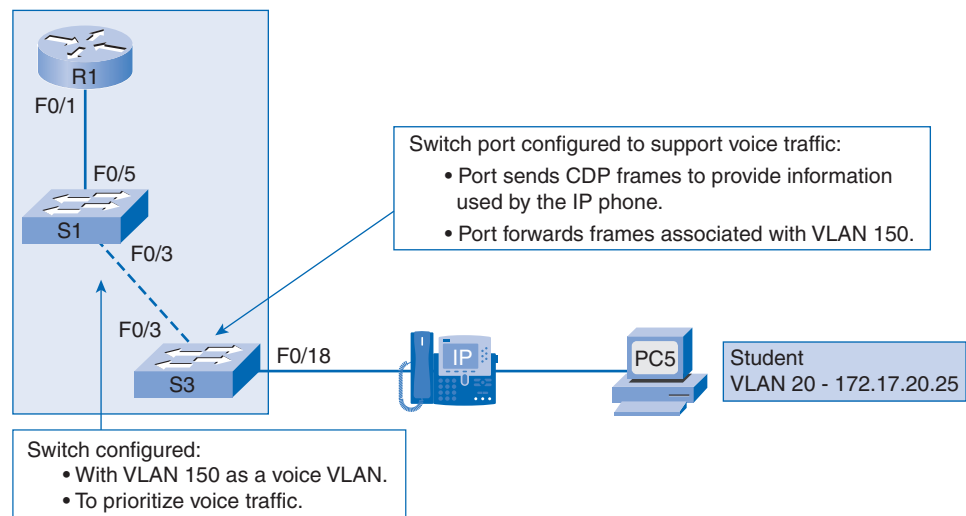 R1
F0/1
F0/5
S1
F0/3
F0/3
S3
F0/18
Switch port configured to support voice traffic:
• Port sends CDP frames to provide information
used by the IP phone.
• Port forwards frames associated with VLAN 150.
IP
PC5
Student
VLAN 20 - 172.17.20.25
Switch configured:
• With VLAN 150 as a voice VLAN.
• To prioritize voice traffic.